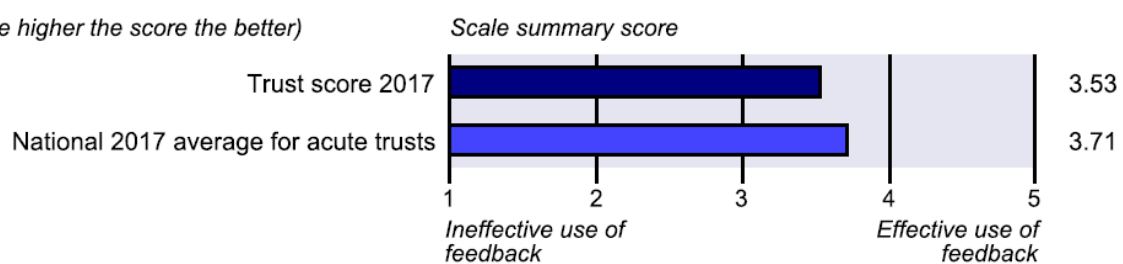 e higher the score the better)
Scale summary score
Trust score 2017
3.53
National 2017 average for acute trusts
3.71
1 2 3 4 5
Ineffective use of
feedback
Effective use of
feedback